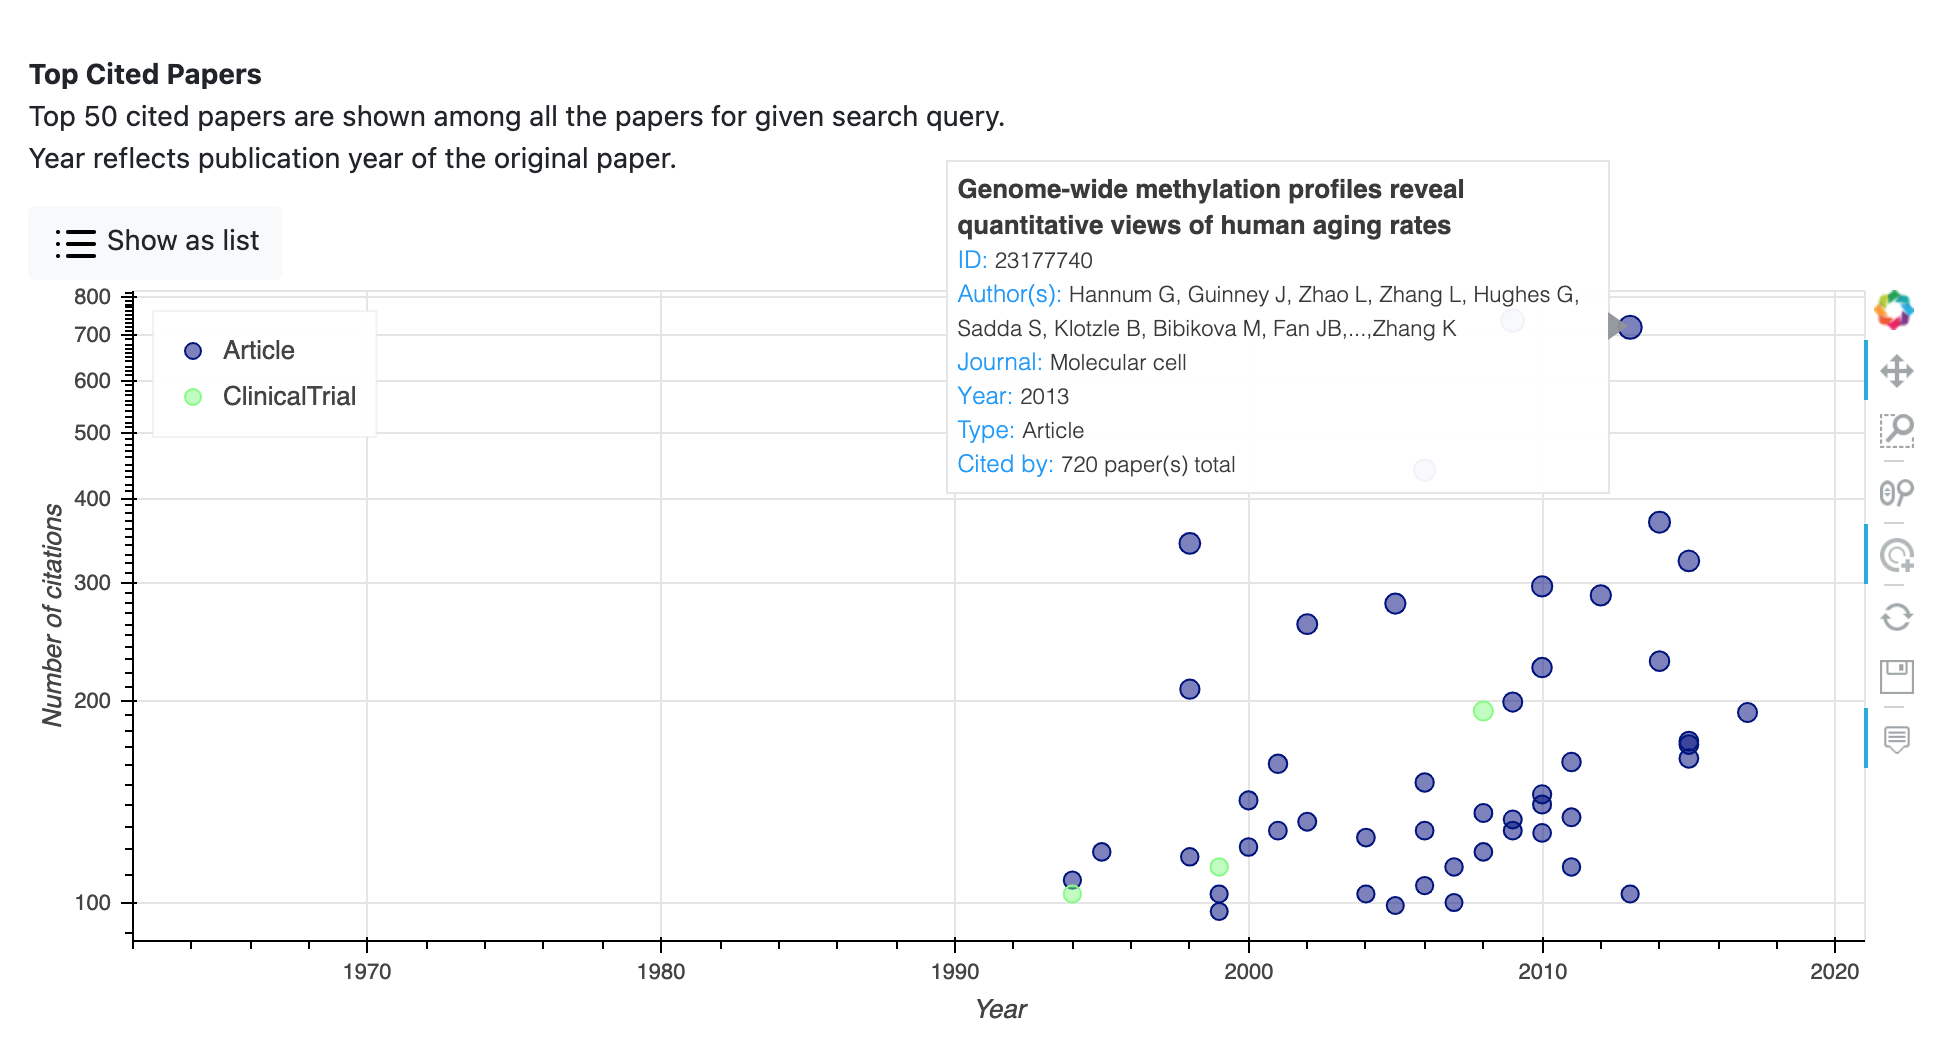 Top Cited Papers
Top 50 cited papers are shown among all the papers for given search query.
Year reflects publication year of the original paper.
Show as list
Genome-wide methylation profiles reveal
quantitative views of human aging rates
ID: 23177740
Author(s): Hannum G, Guinney J, Zhao L, Zhang L, Hughes G,
Sadda S, Klotzle B, Bibikova M, Fan JB,...,Zhang K
Journal: Molecular cell
Year: 2013
Type: Article
Cited by: 720 paper(s) total
Article
ClinicalTrial
Number of citations
800
700
600
500
400
300
200
100
1970 1980 1990 2000 2010 2020
Year